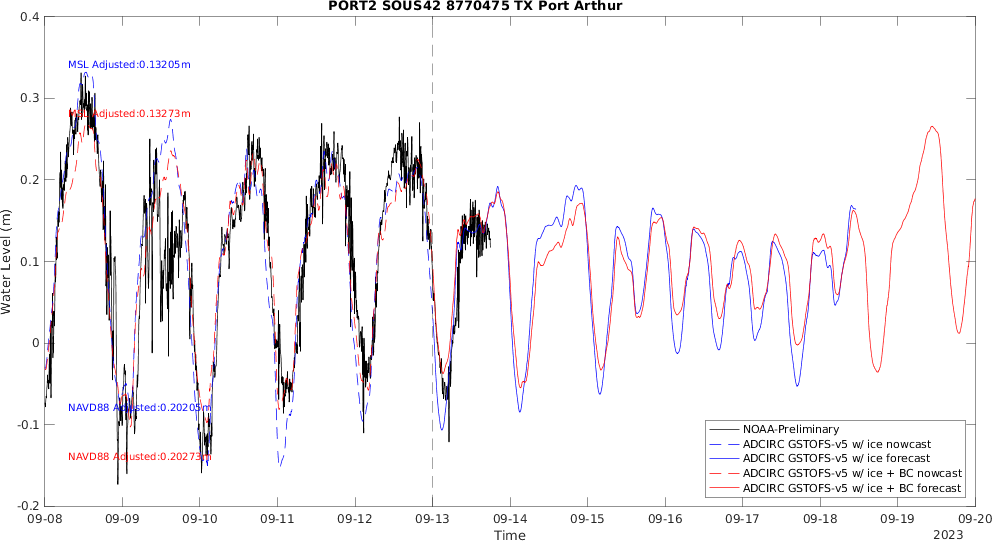 PORT2 SOUS42 8770475 TX Port Arthur
Water Level (m)
0.4
0.3
0.2
0.1
0
-0.1
-0.2
MSL Adjusted:0.13205m
MSL Adjusted:0.13273m
NAVD88 Adjusted:0.20205m
NAVD88 Adjusted:0.20273m
NOAA-Preliminary
ADCIRC GSTOFS-v5 w/ ice nowcast
ADCIRC GSTOFS-v5 w/ ice forecast
ADCIRC GSTOFS-v5 w/ ice + BC nowcast
ADCIRC GSTOFS-v5 w/ ice + BC forecast
09-08 09-09 09-10 09-11 09-12 09-13 09-14 09-15 09-16 09-17 09-18 09-19 09-20
Time
2023